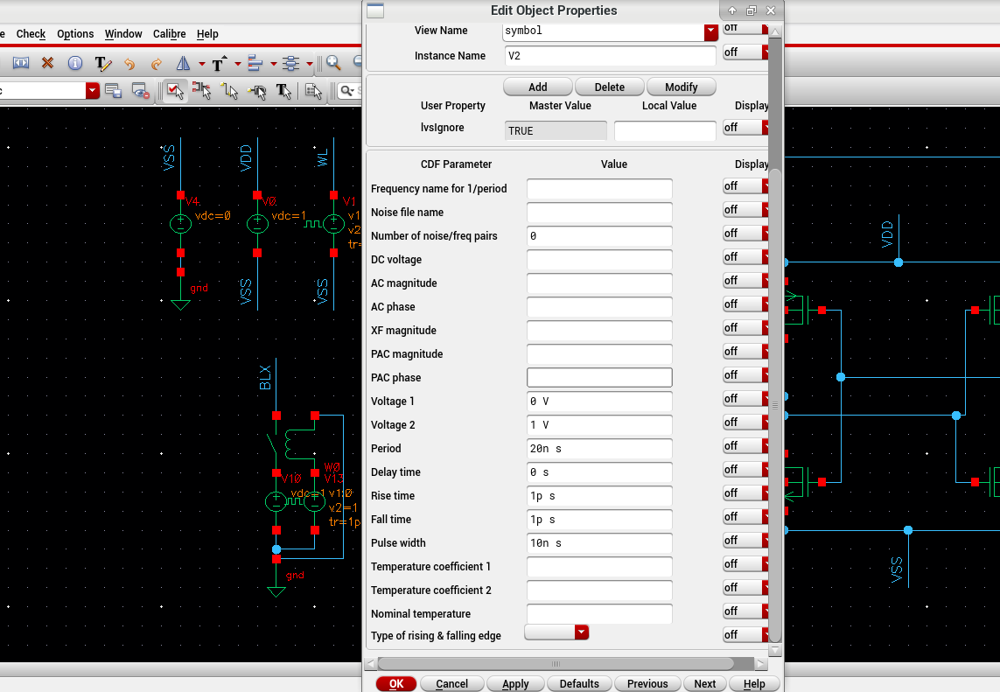 Edit Object Properties
e Check Options Window Calibre Help
View Name symbol off
Instance Name V2 off
Add Delete Modify
User Property Master Value Local Value Display
lvsIgnore TRUE off
CDF Parameter Value Display
Frequency name for 1/period off
Noise file name off
Number of noise/freq pairs 0 off
DC voltage off
AC magnitude off
AC phase off
XF magnitude off
PAC magnitude off
PAC phase off
Voltage 1 0 V off
Voltage 2 1 V off
Period 20n s off
Delay time 0 s off
Rise time 1p s off
Fall time 1p s off
Pulse width 10n s off
Temperature coefficient 1 off
Temperature coefficient 2 off
Nominal temperature off
Type of rising & falling edge off
OK Cancel Apply Defaults Previous Next Help
c
VSS VDD WL
V4 V0 V1
vdc=0 vdc=1 v1
v2
tr=
gnd VSS VSS
BLX
W0
V10 V13
vdc=1 v1:0
v2=1
tr=1p
gnd
VDD
VSS